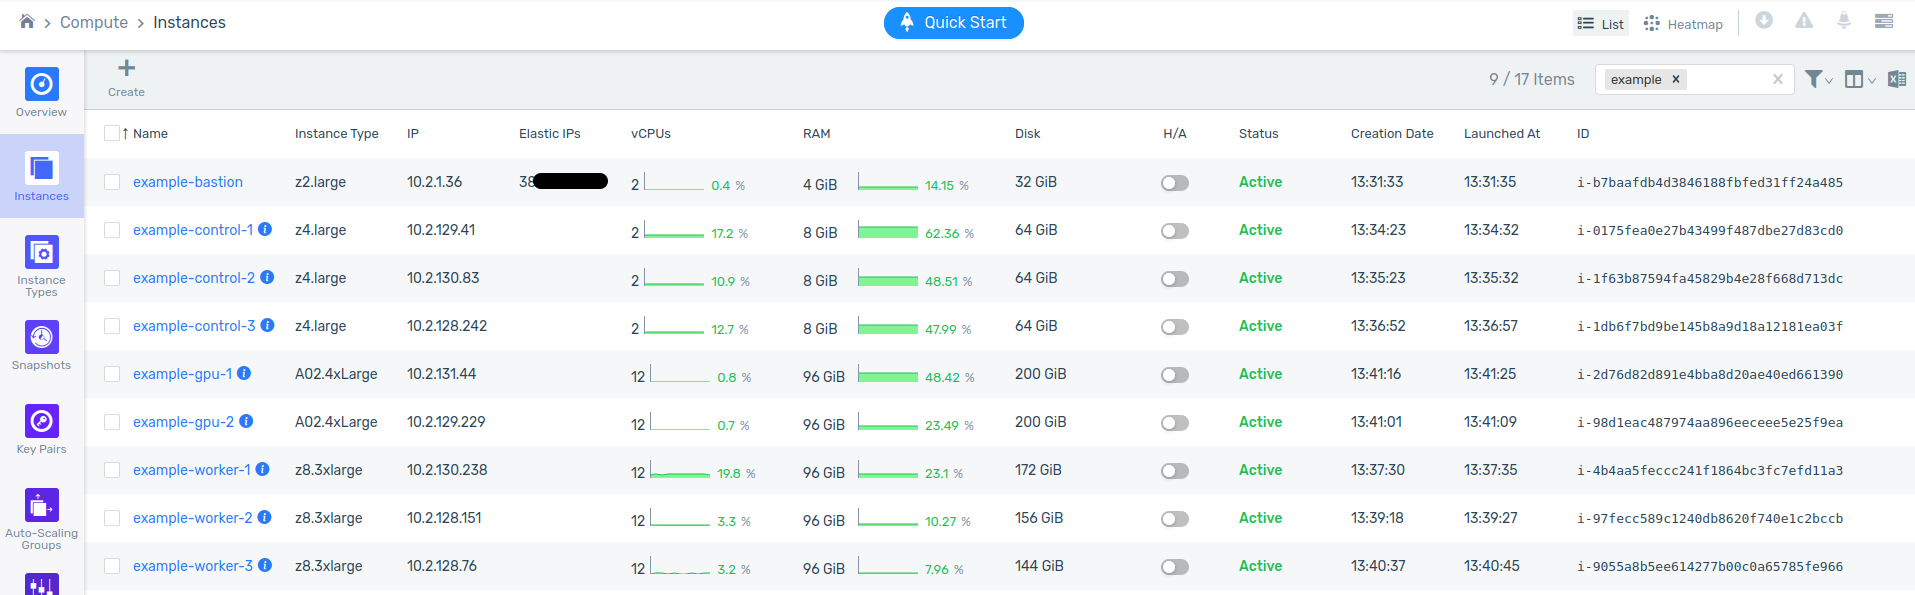 Compute > Instances
Quick Start
List Heatmap
Overview
Instances
Instance
Types
Snapshots
Key Pairs
Auto-Scaling
Groups
+
Create
9 / 17 Items example x
↑ Name Instance Type IP Elastic IPs vCPUs RAM Disk H/A Status Creation Date Launched At ID
example-bastion z2.large 10.2.1.36 38 2 0.4 % 4 GiB 14.15 % 32 GiB Active 13:31:33 13:31:35 i-b7baafdb4d3846188fbfed31ff24a485
example-control-1 z4.large 10.2.129.41 2 17.2 % 8 GiB 62.36 % 64 GiB Active 13:34:23 13:34:32 i-0175fea0e27b43499f487dbe27d83cd0
example-control-2 z4.large 10.2.130.83 2 10.9 % 8 GiB 48.51 % 64 GiB Active 13:35:23 13:35:32 i-1f63b87594fa45829b4e28f668d713dc
example-control-3 z4.large 10.2.128.242 2 12.7 % 8 GiB 47.99 % 64 GiB Active 13:36:52 13:36:57 i-1db6f7bd9be145b8a9d18a12181ea03f
example-gpu-1 A02.4xLarge 10.2.131.44 12 0.8 % 96 GiB 48.42 % 200 GiB Active 13:41:16 13:41:25 i-2d76d82d891e4bba8d20ae40ed661390
example-gpu-2 A02.4xLarge 10.2.129.229 12 0.7 % 96 GiB 23.49 % 200 GiB Active 13:41:01 13:41:09 i-98d1eac487974aa896eeceee5e25f9ea
example-worker-1 z8.3xlarge 10.2.130.238 12 19.8 % 96 GiB 23.1 % 172 GiB Active 13:37:30 13:37:35 i-4b4aa5feccc241f1864bc3fc7efd11a3
example-worker-2 z8.3xlarge 10.2.128.151 12 3.3 % 96 GiB 10.27 % 156 GiB Active 13:39:18 13:39:27 i-97fecc589c1240db8620f740e1c2bccb
example-worker-3 z8.3xlarge 10.2.128.76 12 3.2 % 96 GiB 7.96 % 144 GiB Active 13:40:37 13:40:45 i-9055a8b5ee614277b00c0a65785fe966